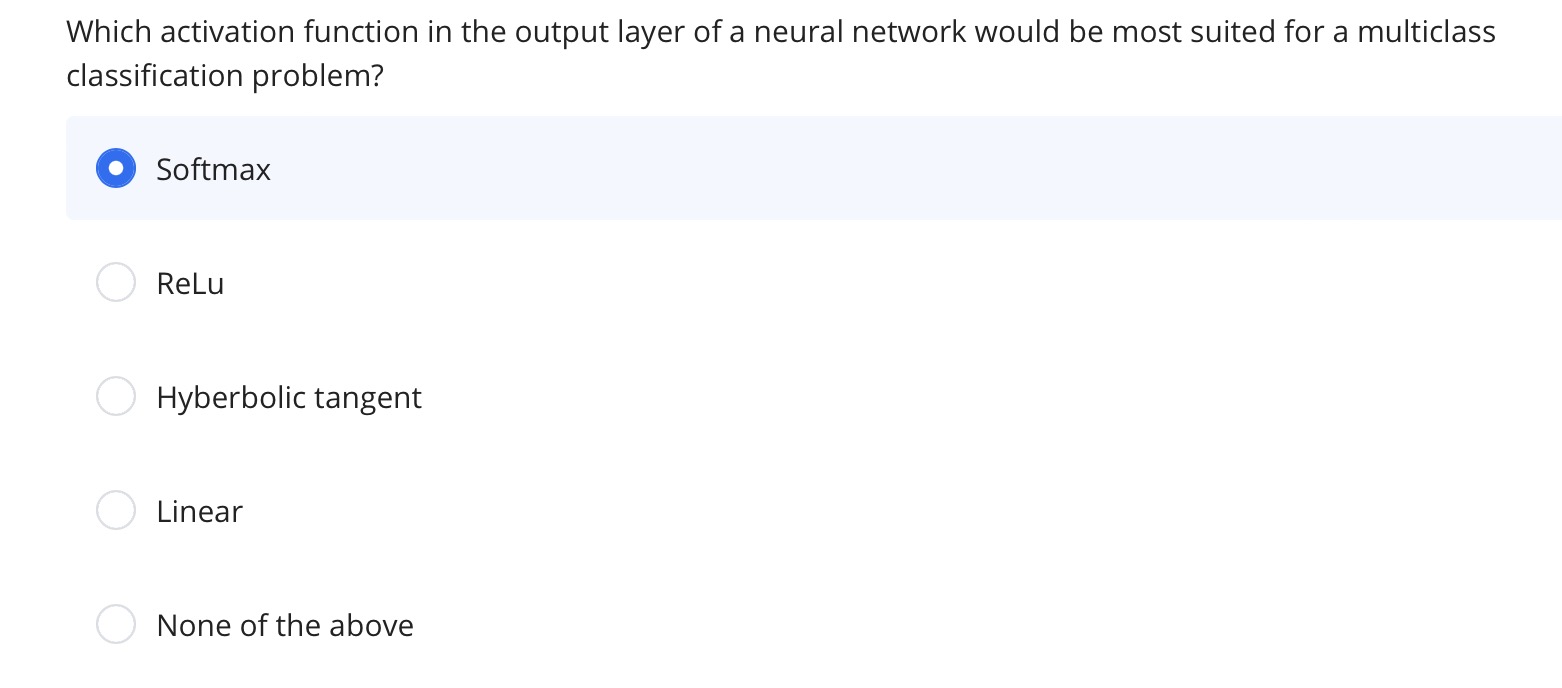 Which activation function in the output layer of a neural network would be most suited for a multiclass
classification problem?
Softmax
ReLu
Hyberbolic tangent
Linear
None of the above